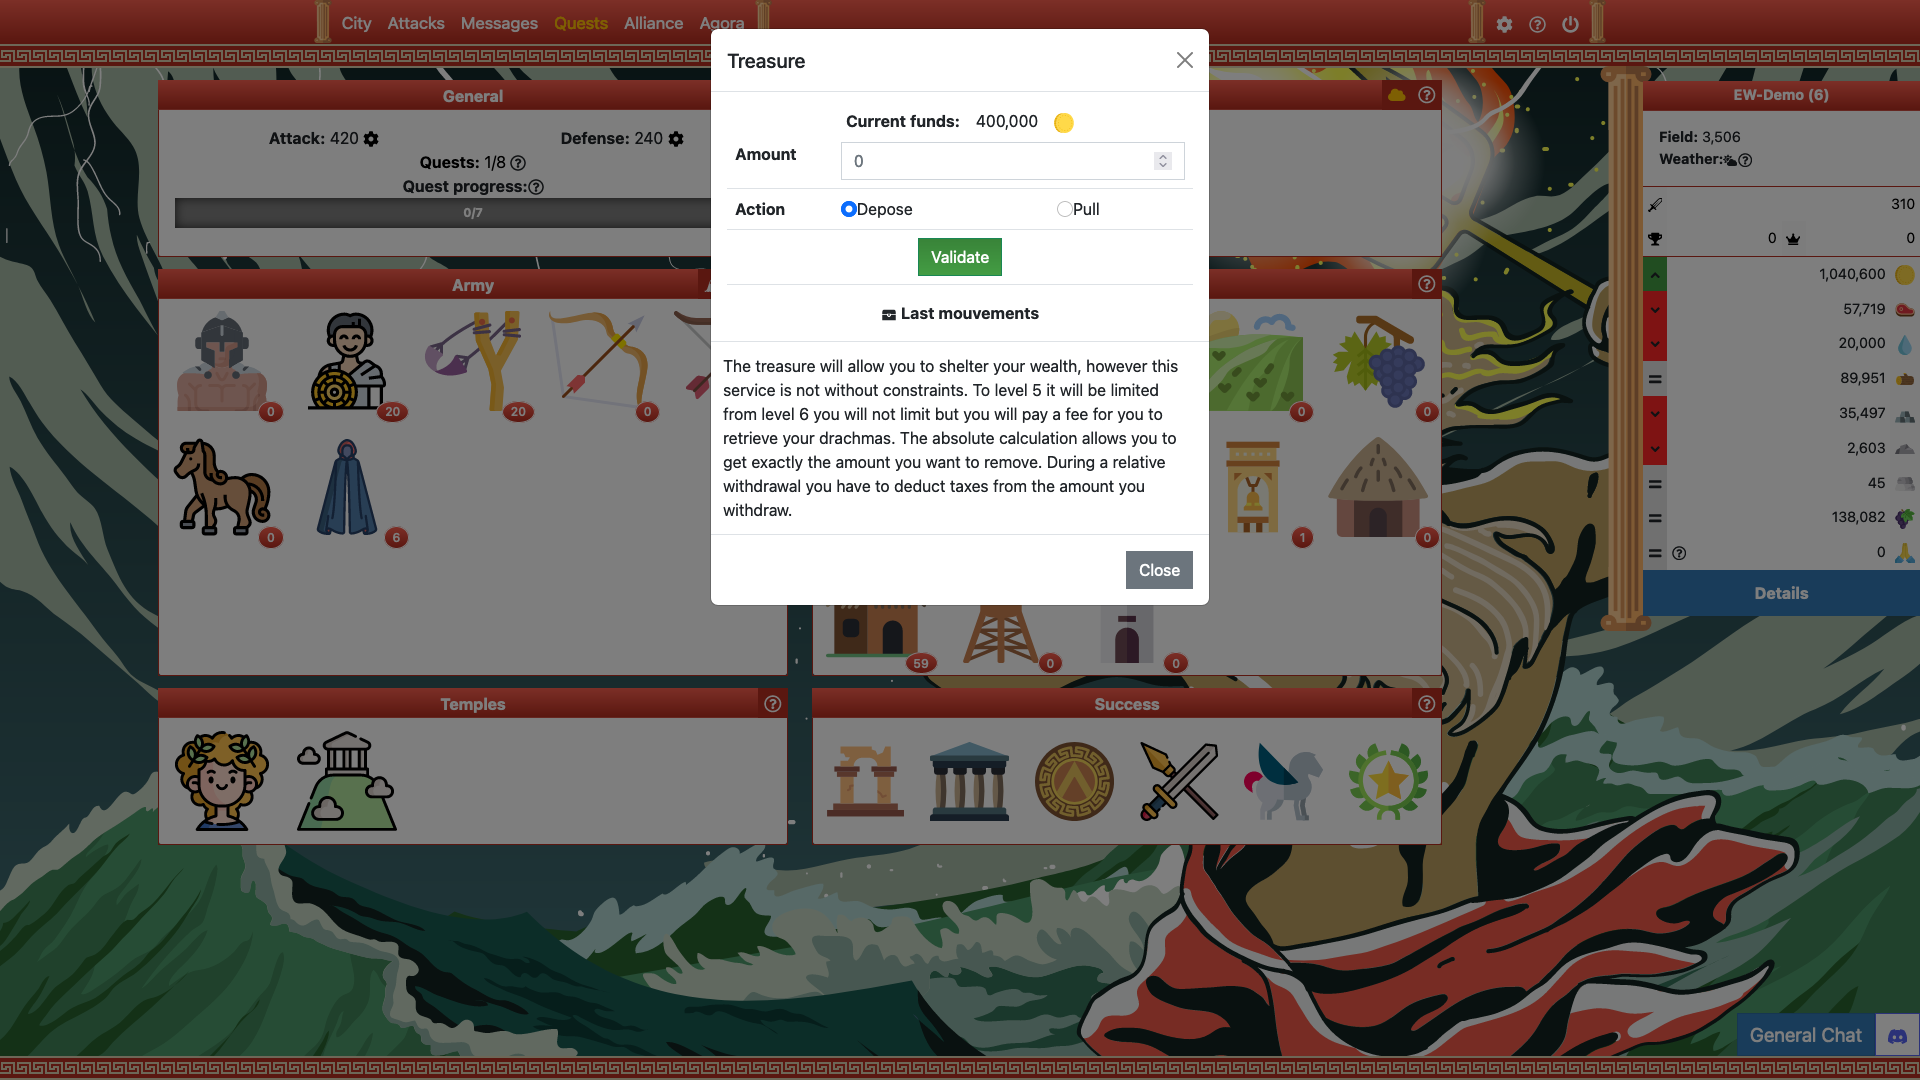 City Attacks Messages Quests Alliance Agora
Treasure
Current funds: 400,000
Amount
0
Action
Depose
Pull
Validate
Last mouvements
The treasure will allow you to shelter your wealth, however this
service is not without constraints. To level 5 it will be limited
from level 6 you will not limit but you will pay a fee for you to
retrieve your drachmas. The absolute calculation allows you to
get exactly the amount you want to remove. During a relative
withdrawal you have to deduct taxes from the amount you
withdraw.
Close
General
Attack: 420
Defense: 240
Quests: 1/8
Quest progress:
0/7
Army
0
20
20
0
0
6
0
0
1
0
59
0
0
Temples
Success
EW-Demo (6)
Field: 3,506
Weather:
310
0
0
1,040,600
57,719
20,000
89,951
35,497
2,603
45
138,082
0
Details
General Chat